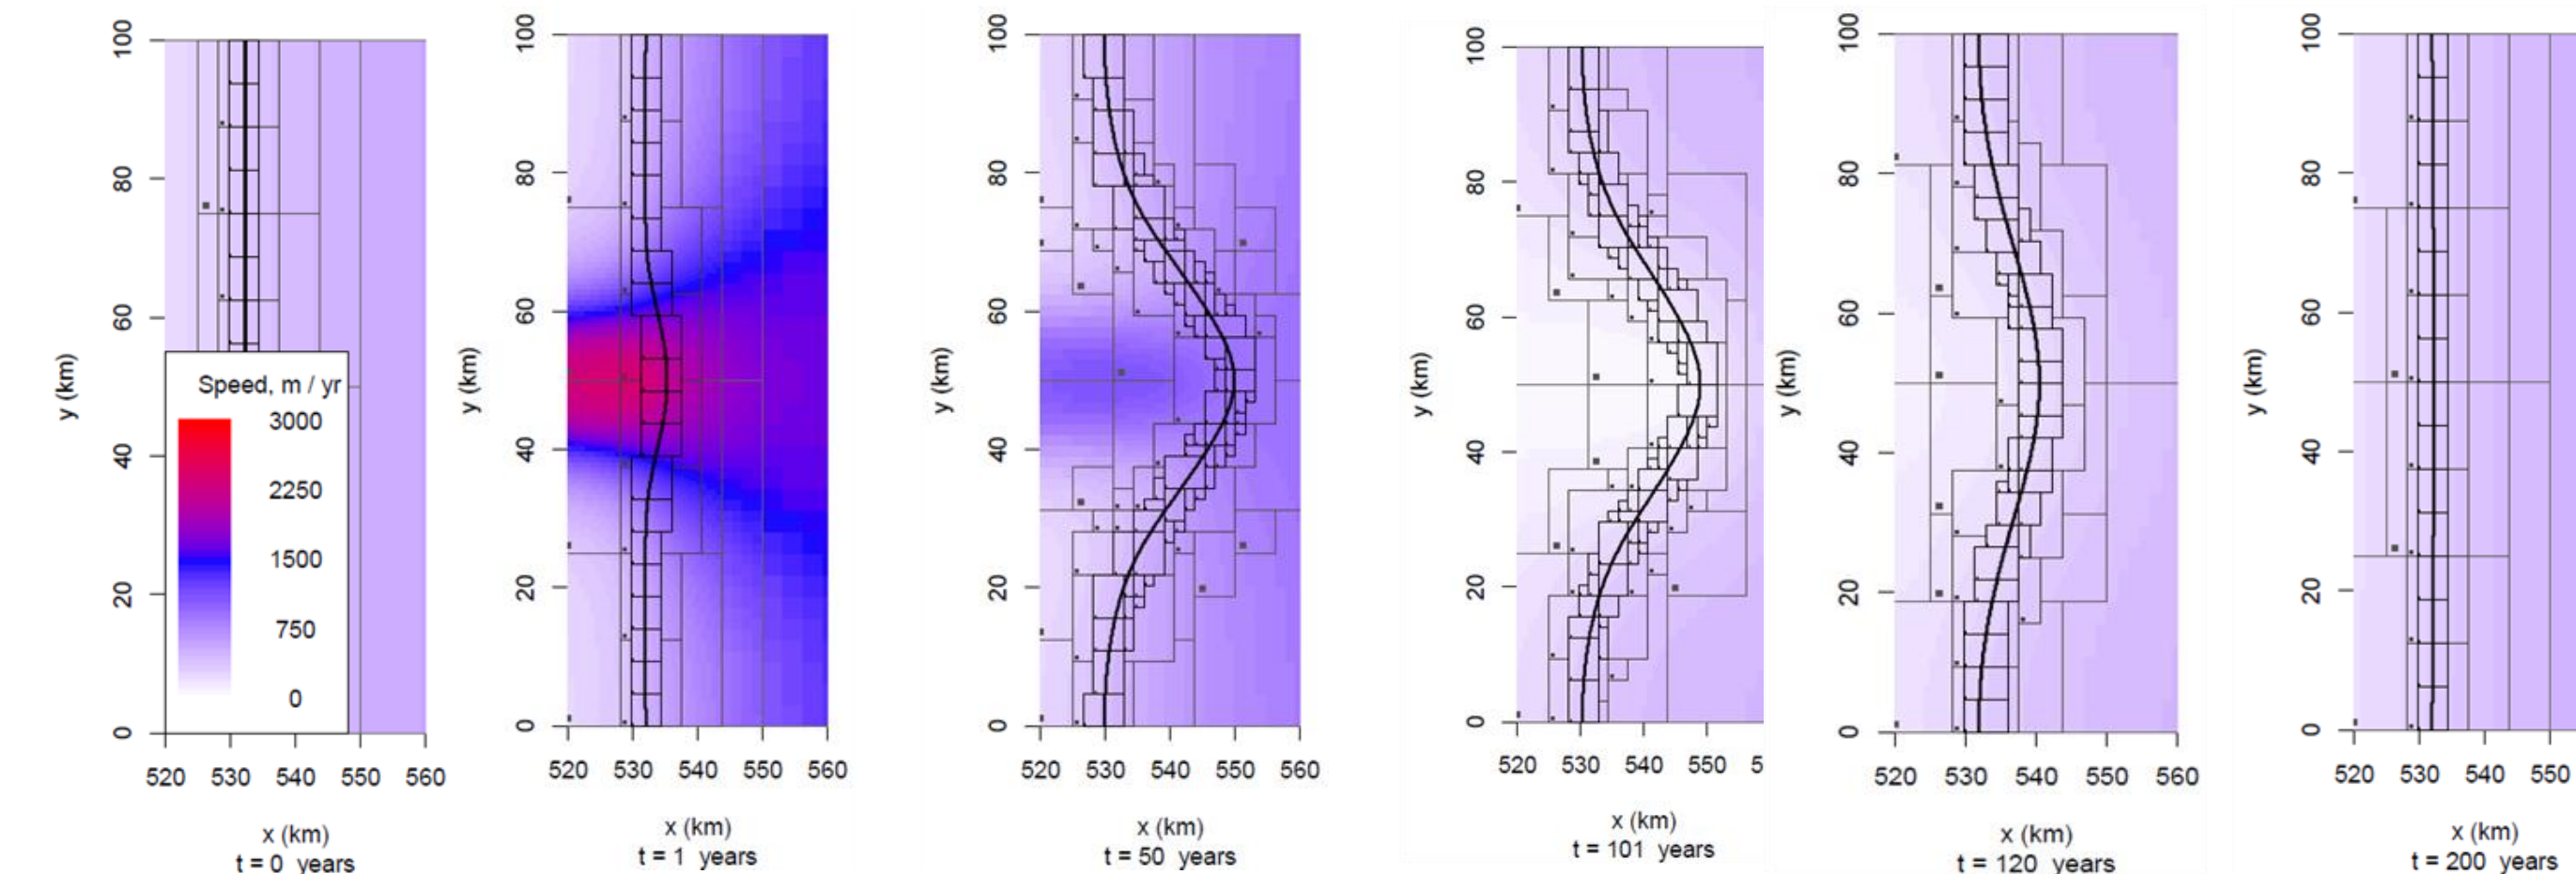 100
80
60
40
20
0
y (km)
Speed, m / yr
3000
2250
1500
750
0
520 530 540 550 560
x (km)
t = 0 years
100
80
60
40
20
0
y (km)
520 530 540 550 560
x (km)
t = 1 years
100
80
60
40
20
0
y (km)
520 530 540 550 560
x (km)
t = 50 years
100
80
60
40
20
0
y (km)
520 530 540 550 5
x (km)
t = 101 years
100
80
60
40
20
0
y (km)
520 530 540 550 560
x (km)
t = 120 years
100
80
60
40
20
0
y (km)
520 530 540 550
x (km)
t = 200 years